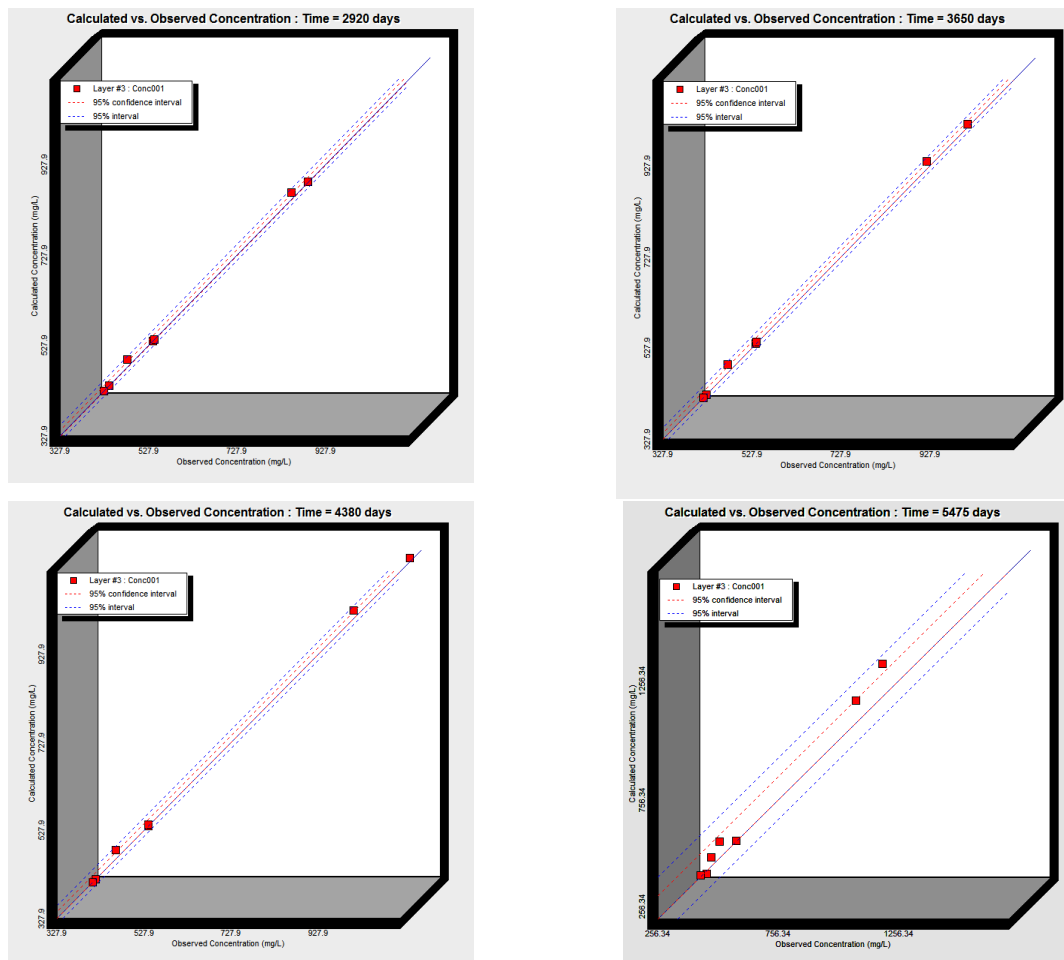 Calculated vs. Observed Concentration : Time = 2920 days
Layer #3 : Conc001
95% confidence interval
95% interval
Calculated Concentration (mg/L)
927.9
727.9
527.9
327.9
327.9 527.9 727.9 927.9
Observed Concentration (mg/L)
Calculated vs. Observed Concentration : Time = 3650 days
Layer #3 : Conc001
95% confidence interval
95% interval
Calculated Concentration (mg/L)
927.9
727.9
527.9
327.9
327.9 527.9 727.9 927.9
Observed Concentration (mg/L)
Calculated vs. Observed Concentration : Time = 4380 days
Layer #3 : Conc001
95% confidence interval
95% interval
Calculated Concentration (mg/L)
927.9
727.9
527.9
327.9
327.9 527.9 727.9 927.9
Observed Concentration (mg/L)
Calculated vs. Observed Concentration : Time = 5475 days
Layer #3 : Conc001
95% confidence interval
95% interval
Calculated Concentration (mg/L)
1256.34
756.34
256.34
256.34 756.34 1256.34
Observed Concentration (mg/L)